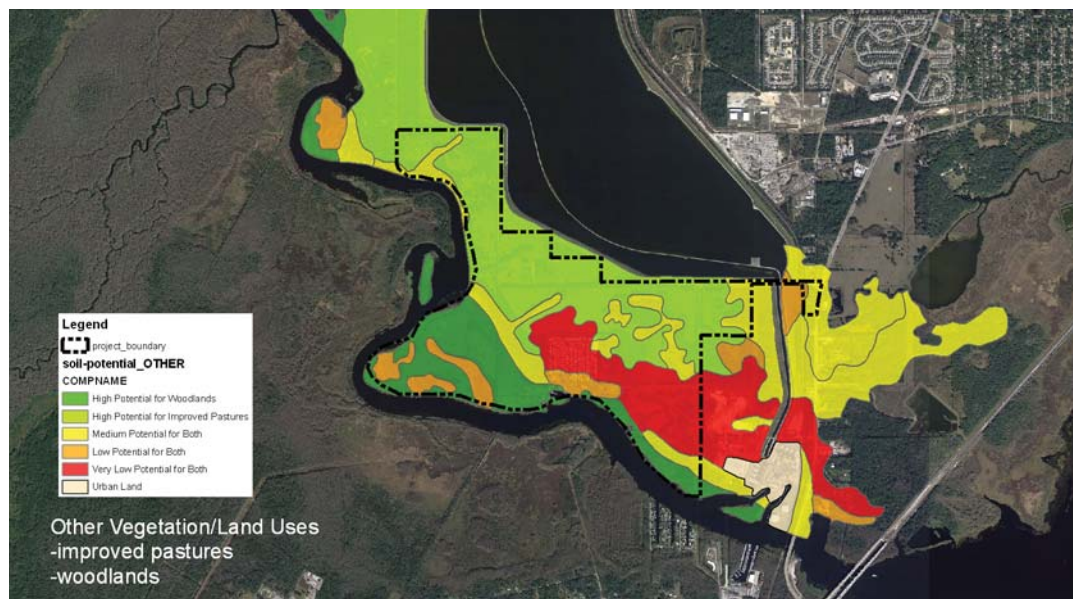 Legend
project_boundary
soil-potential_OTHER
COMPNAME
High Potential for Woodlands
High Potential for Improved Pastures
Medium Potential for Both
Low Potential for Both
Very Low Potential for Both
Urban Land
Other Vegetation/Land Uses
-improved pastures
-woodlands